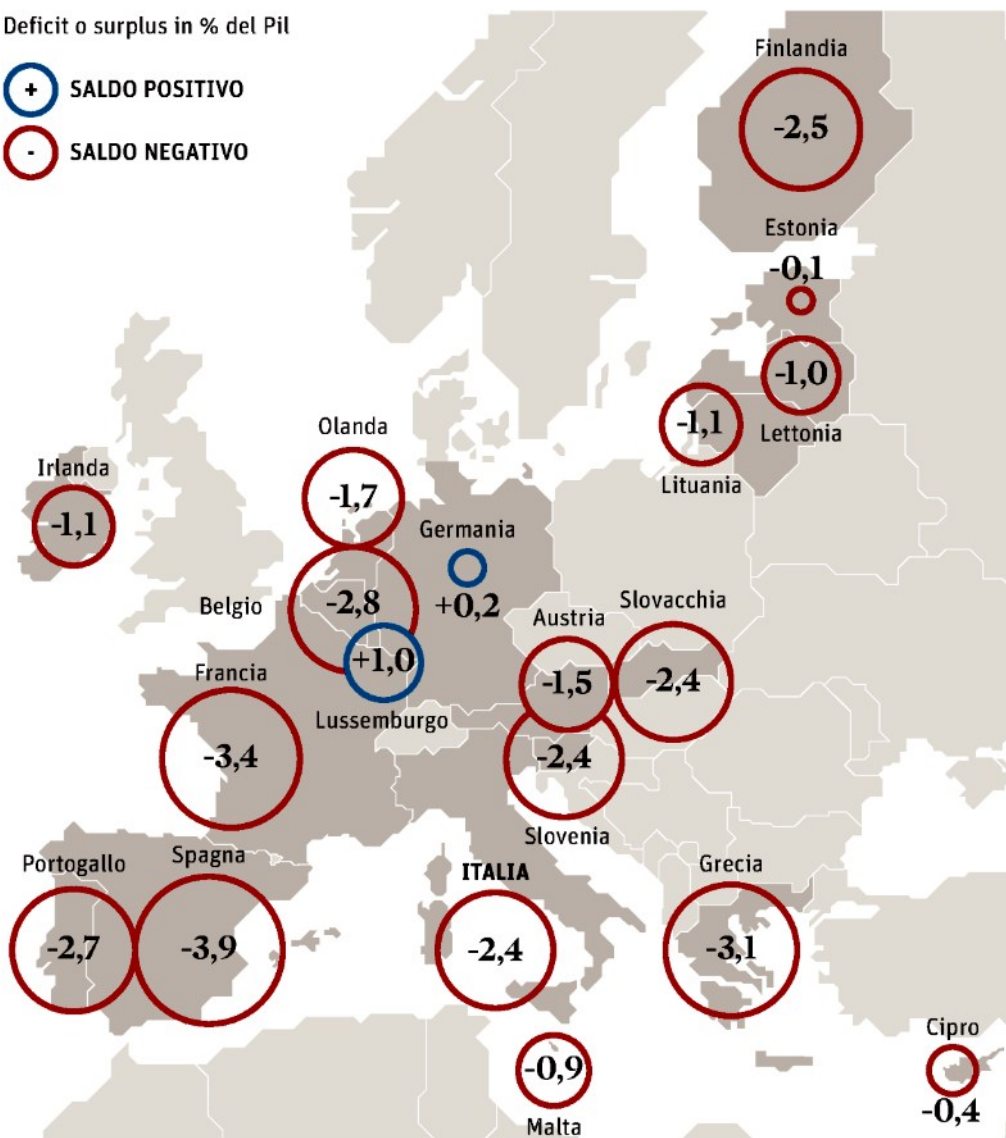 Deficit o surplus in % del Pil
+ SALDO POSITIVO
- SALDO NEGATIVO
Finlandia
-2,5
Estonia
-0,1
-1,0
Lettonia
-1,1
Lituania
Olanda
-1,7
Irlanda
-1,1
Germania
+0,2
Belgio
-2,8
+1,0
Lussemburgo
Slovacchia
-2,4
Austria
-1,5
-2,4
Slovenia
Francia
-3,4
Portogallo
-2,7
Spagna
-3,9
ITALIA
-2,4
Grecia
-3,1
-0,9
Malta
Cipro
-0,4